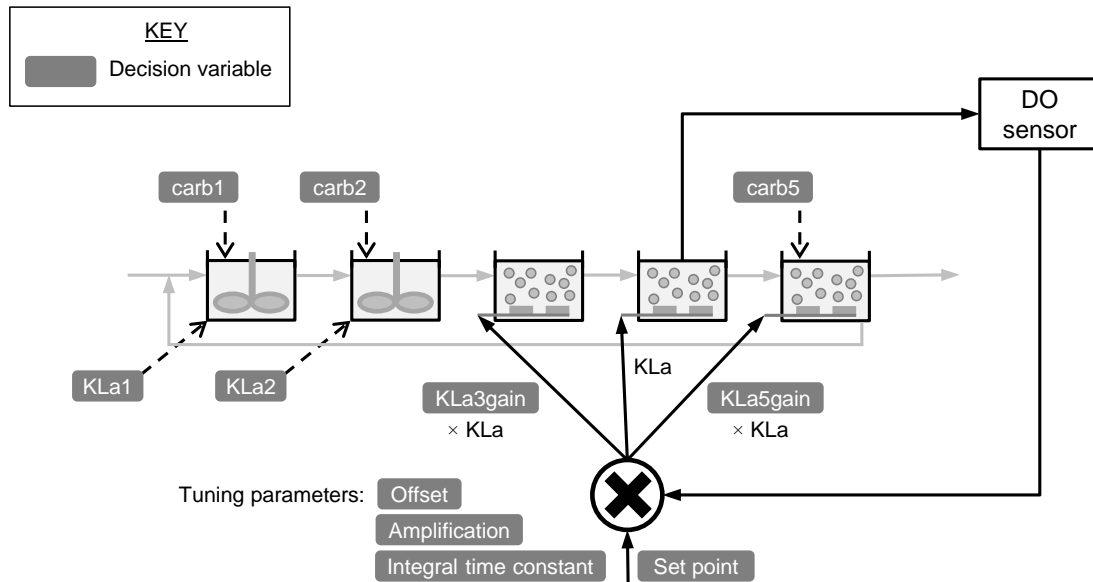 KEY
Decision variable
DO
sensor
carb1
carb2
carb5
KLa1
KLa2
KLa3gain
× KLa
KLa
KLa5gain
× KLa
Tuning parameters:
Offset
Amplification
Integral time constant
Set point